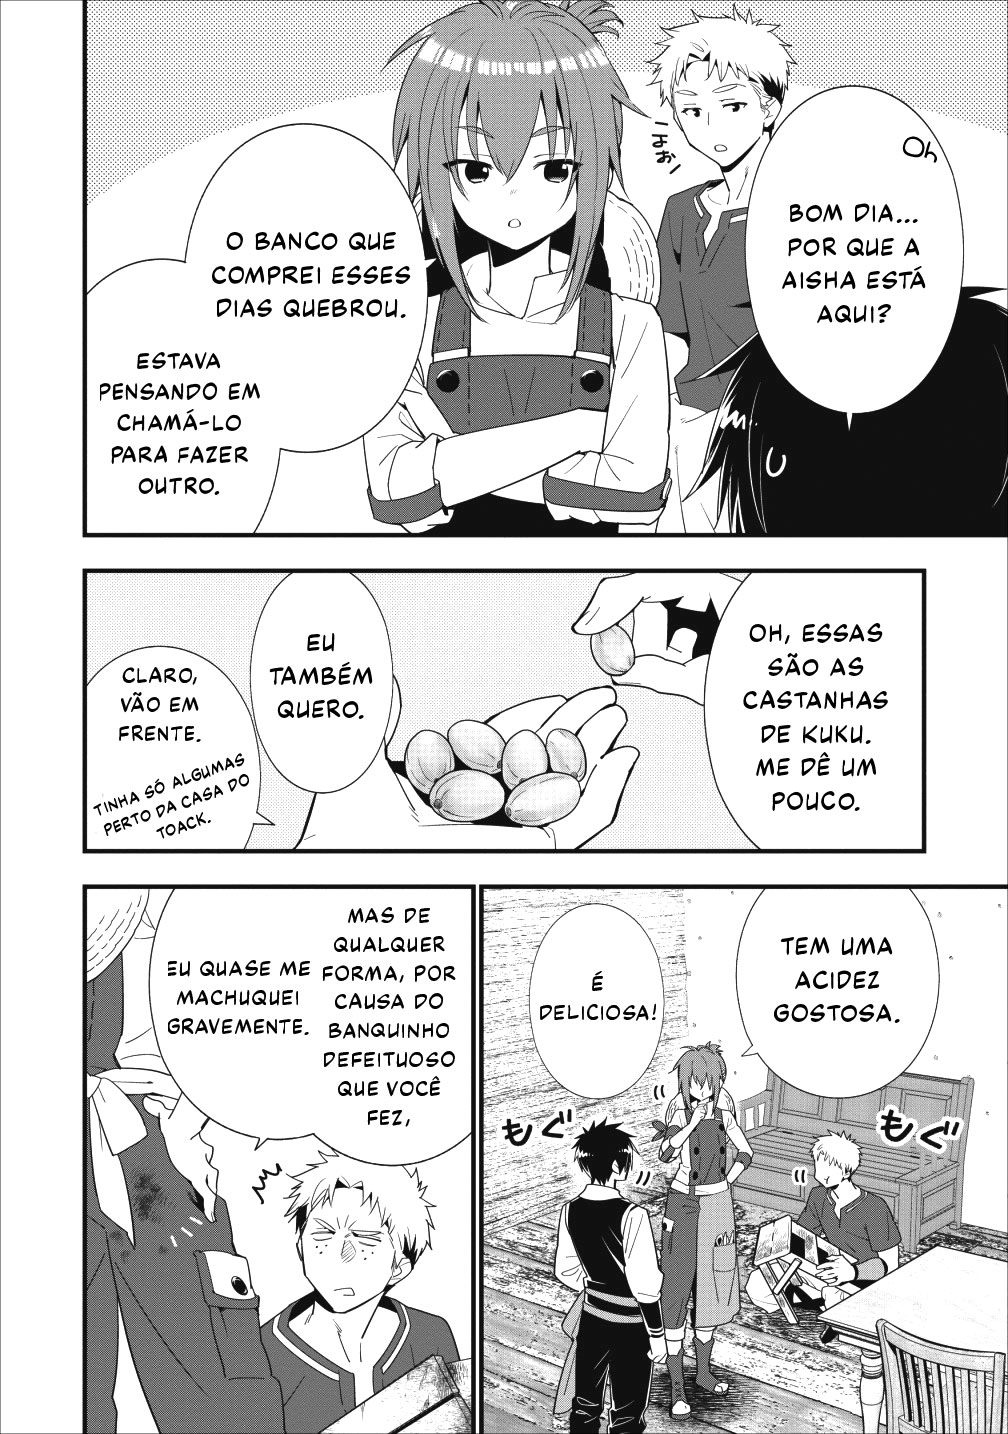 Oh
BOM DIA...
POR QUE A
AISHA ESTÁ
AQUI?
よお
O BANCO QUE
COMPREI ESSES
DIAS QUEBROU.
ESTAVA
PENSANDO EM
CHAMÁ-LO
PARA FAZER
OUTRO.
OH, ESSAS
SÃO AS
CASTANHAS
DE KUKU.
ME DÊ UM
POUCO.
EU
TAMBÉM
QUERO.
CLARO,
VÃO EM
FRENTE.
TINHA SÓ ALGUMAS
PERTO DA CASA DO
TOACK.
TEM UMA
ACIDEZ
GOSTOSA.
É
DELICIOSA!
もぐ
もぐ
MAS DE
QUALQUER
FORMA, POR
CAUSA DO
BANQUINHO
DEFEITUOSO
QUE VOCÊ
FEZ,
EU QUASE ME
MACHUQUEI
GRAVEMENTE.